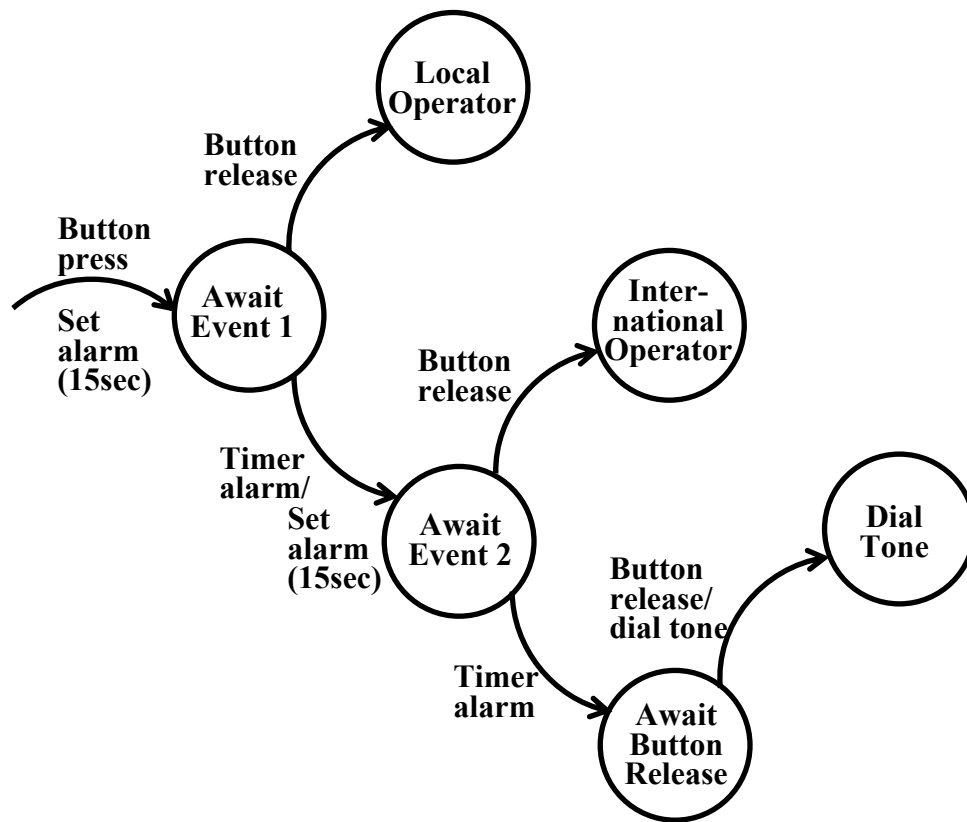 Local
Operator
Button
release
Button
press
Set
alarm
(15sec)
Await
Event 1
Inter-
national
Operator
Button
release
Timer
alarm/
Set
alarm
(15sec)
Await
Event 2
Dial
Tone
Button
release/
dial tone
Timer
alarm
Await
Button
Release